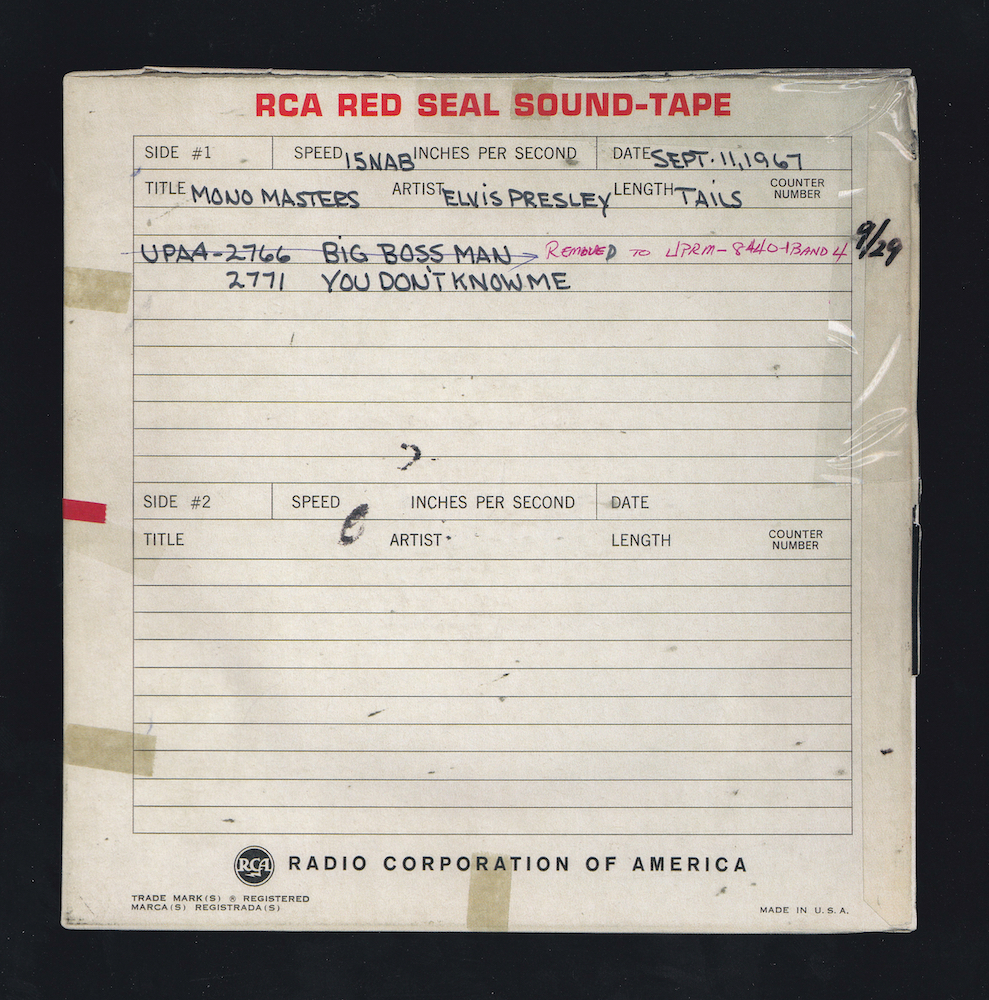 RCA RED SEAL SOUND-TAPE
SIDE #1 SPEED 15NAB INCHES PER SECOND DATE SEPT. 11, 1967
TITLE MONO MASTERS ARTIST ELVIS PRESLEY LENGTH TAILS COUNTER NUMBER
UPA4-2766 BIG BOSS MAN → REMOVED TO UPRM-8440-1 BAND 4 9/29
2771 YOU DON'T KNOW ME
SIDE #2 SPEED INCHES PER SECOND DATE
TITLE ARTIST LENGTH COUNTER NUMBER
RCA RADIO CORPORATION OF AMERICA
TRADE MARK(S) ® REGISTERED
MARCA(S) REGISTRADA(S)
MADE IN U.S.A.